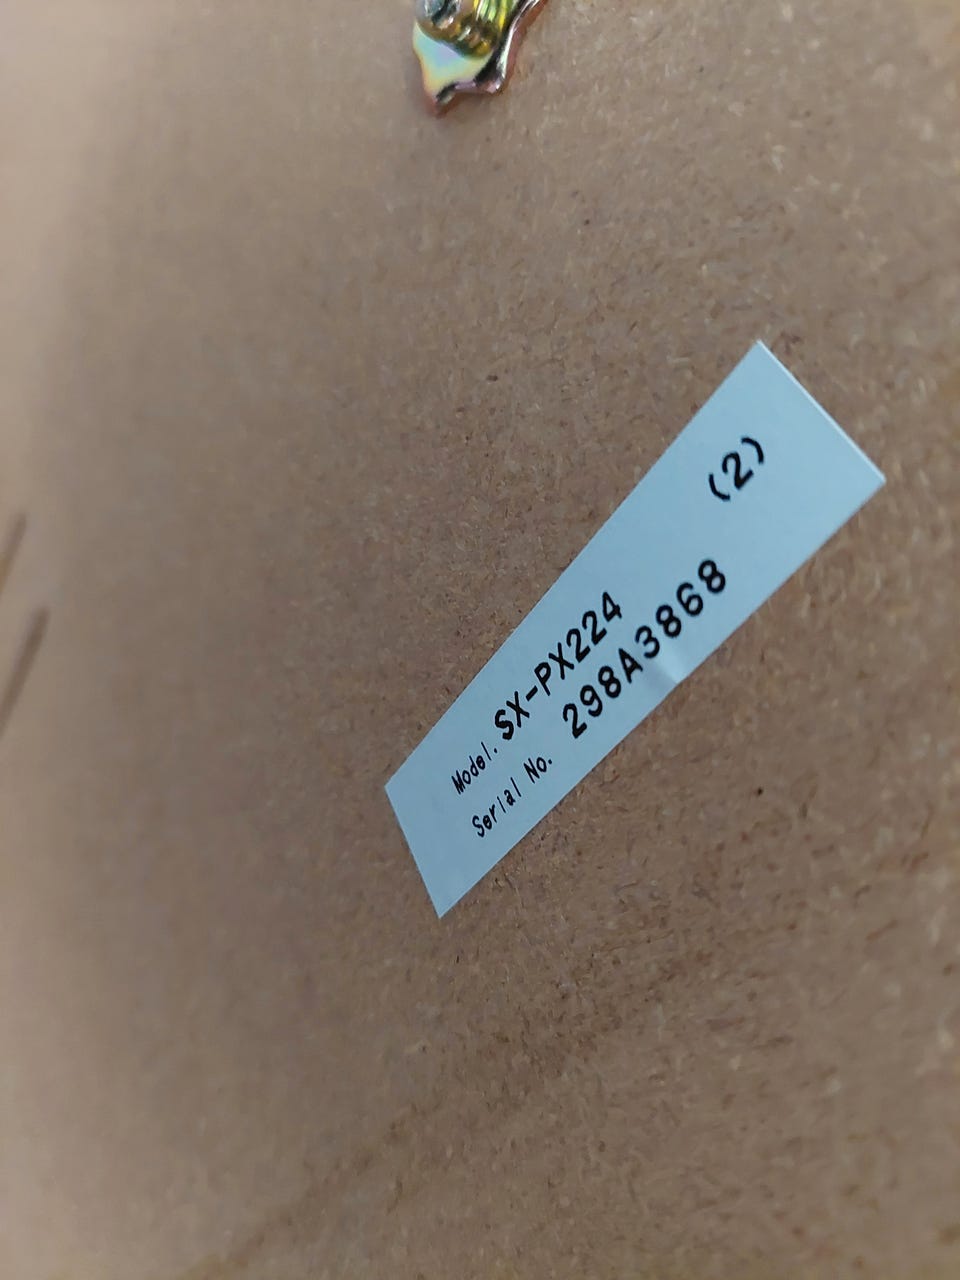 Model. SX-PX224 (2)
Serial No. 298A3868